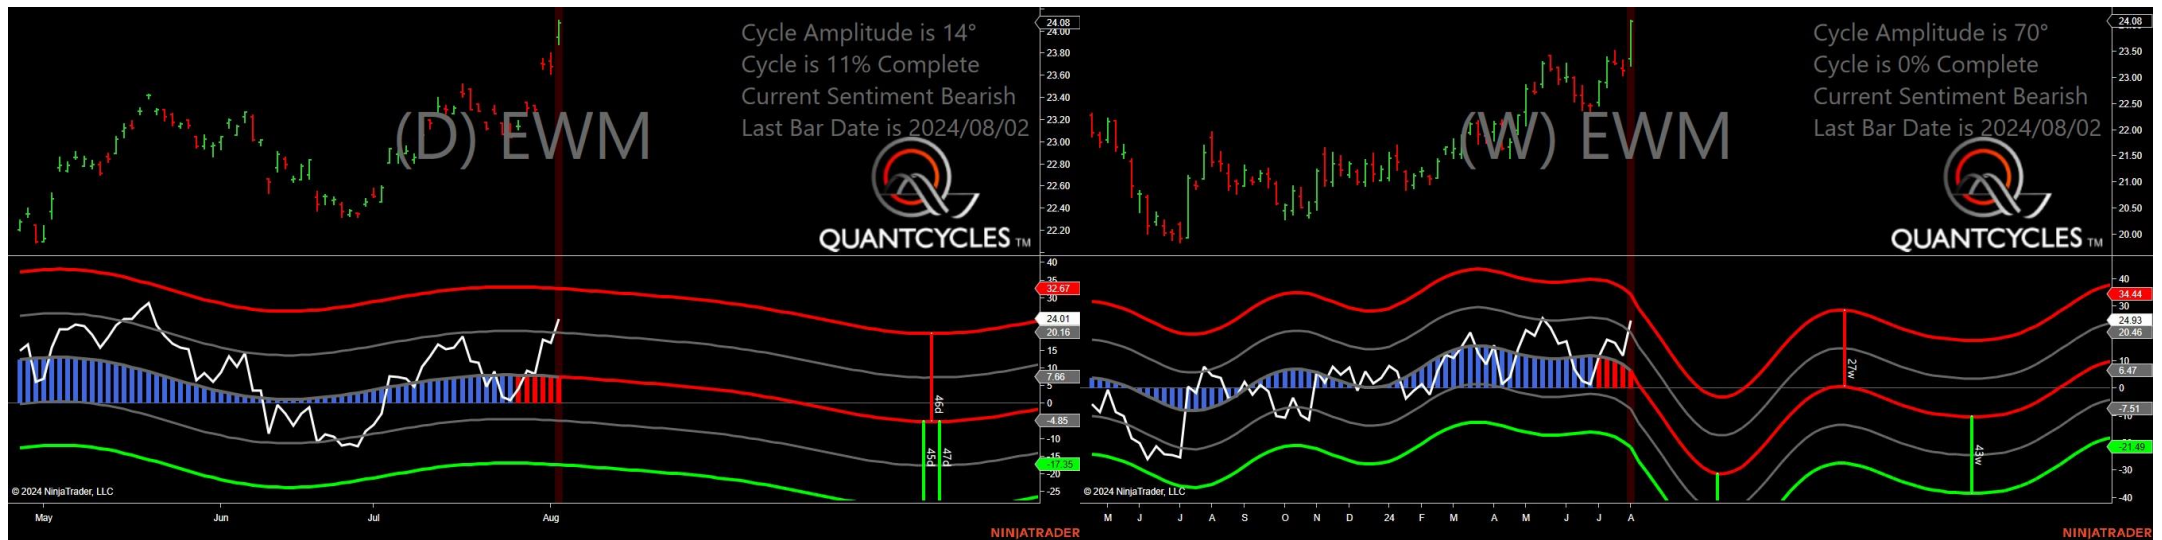 Cycle Amplitude is 14°
Cycle is 11% Complete
Current Sentiment Bearish
Last Bar Date is 2024/08/02
(D) EWM
QUANTCYCLES TM
24.08
24.00
23.80
23.60
23.40
23.20
23.00
22.80
22.60
22.40
22.20
40
35
32.67
30
24.01
20.16
15
10
7.66
5
0
-4.85
-10
-15
-17.35
-20
-25
46d
45d
47d
© 2024 NinjaTrader, LLC
May Jun Jul Aug
NINJATRADER
Cycle Amplitude is 70°
Cycle is 0% Complete
Current Sentiment Bearish
Last Bar Date is 2024/08/02
(W) EWM
QUANTCYCLES TM
24.08
23.50
23.00
22.50
22.00
21.50
21.00
20.50
20.00
40
34.44
30
24.93
20.46
10
6.47
0
-7.51
-10
-21.49
-30
-40
27w
43w
© 2024 NinjaTrader, LLC
M J J A S O N D 24 F M A M J J A
NINJATRADER